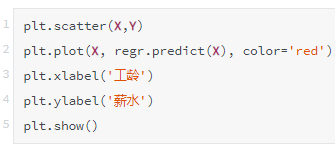 1 plt.scatter(X,Y)
2 plt.plot(X, regr.predict(X), color='red')
3 plt.xlabel('工龄')
4 plt.ylabel('薪水')
5 plt.show()